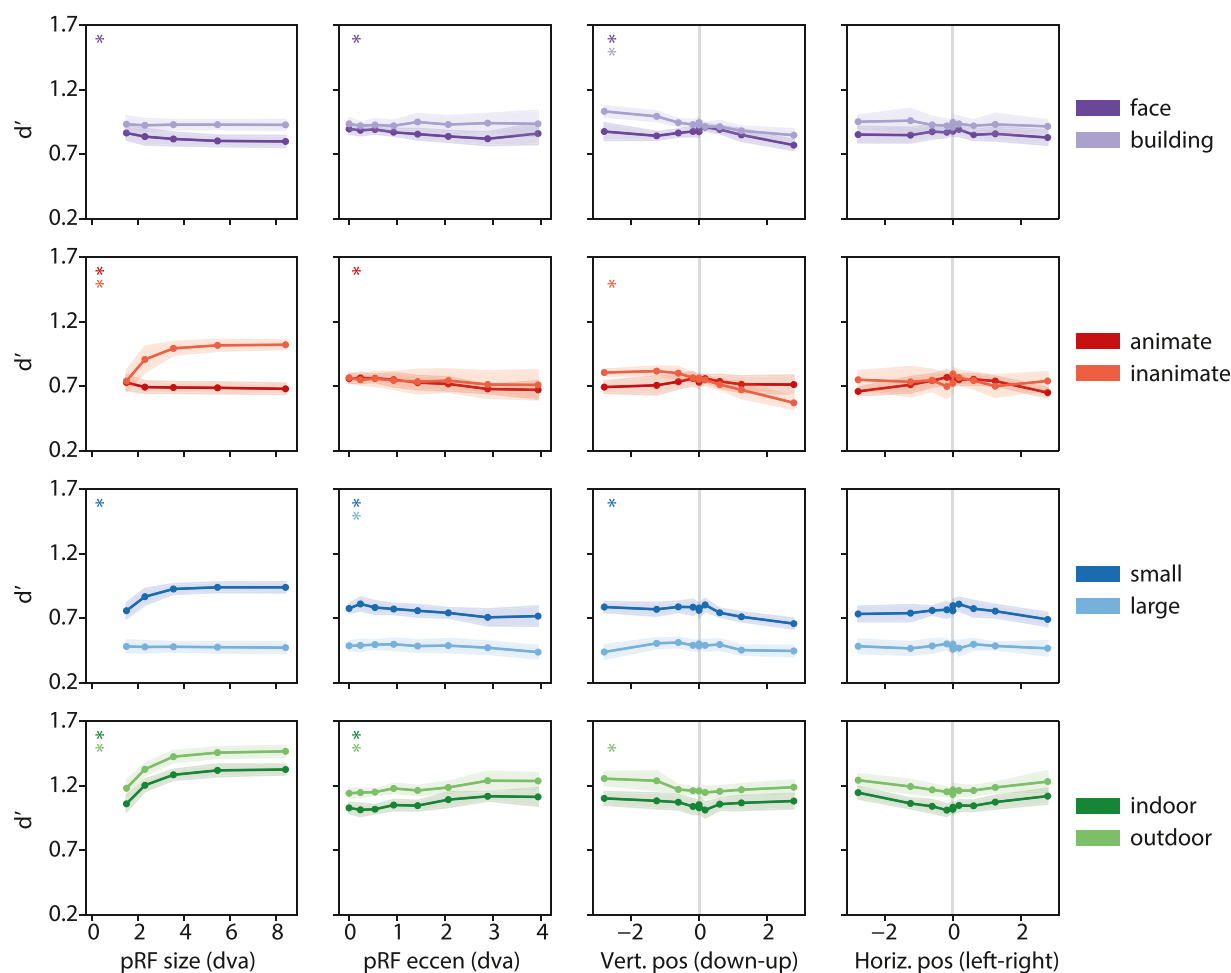 1.7
* * * *
1.2
d′
0.7
0.2
face
building
1.7
* * * *
1.2
d′
0.7
0.2
animate
inanimate
1.7
* * * *
1.2
d′
0.7
0.2
small
large
1.7
* * * * *
1.2
d′
0.7
0.2
indoor
outdoor
0 2 4 6 8 0 1 2 3 4 −2 0 2 −2 0 2
pRF size (dva) pRF eccen (dva) Vert. pos (down-up) Horiz. pos (left-right)